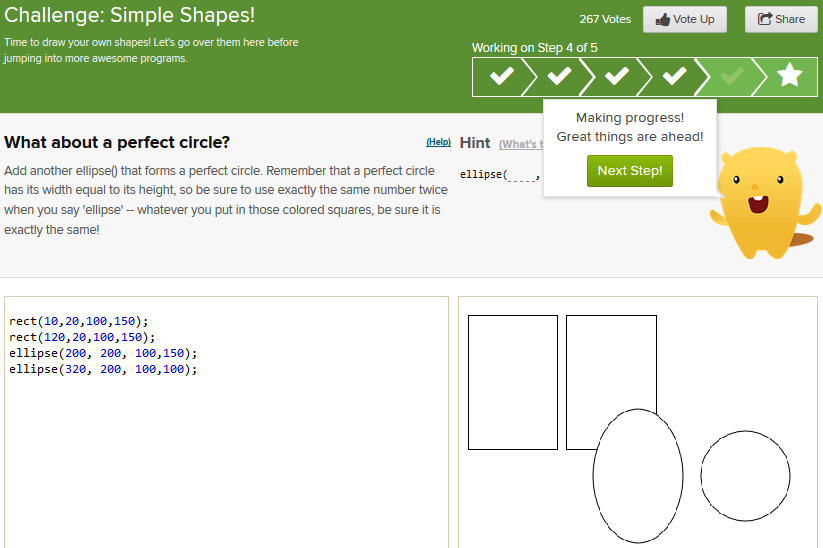 Challenge: Simple Shapes!
Time to draw your own shapes! Let's go over them here before
jumping into more awesome programs.
267 Votes
Vote Up
Share
Working on Step 4 of 5
Making progress!
Great things are ahead!
Next Step!
What about a perfect circle?
(Help)
Add another ellipse() that forms a perfect circle. Remember that a perfect circle
has its width equal to its height, so be sure to use exactly the same number twice
when you say 'ellipse' -- whatever you put in those colored squares, be sure it is
exactly the same!
Hint
(What's t
ellipse(____,
rect(10,20,100,150);
rect(120,20,100,150);
ellipse(200, 200, 100,150);
ellipse(320, 200, 100,100);